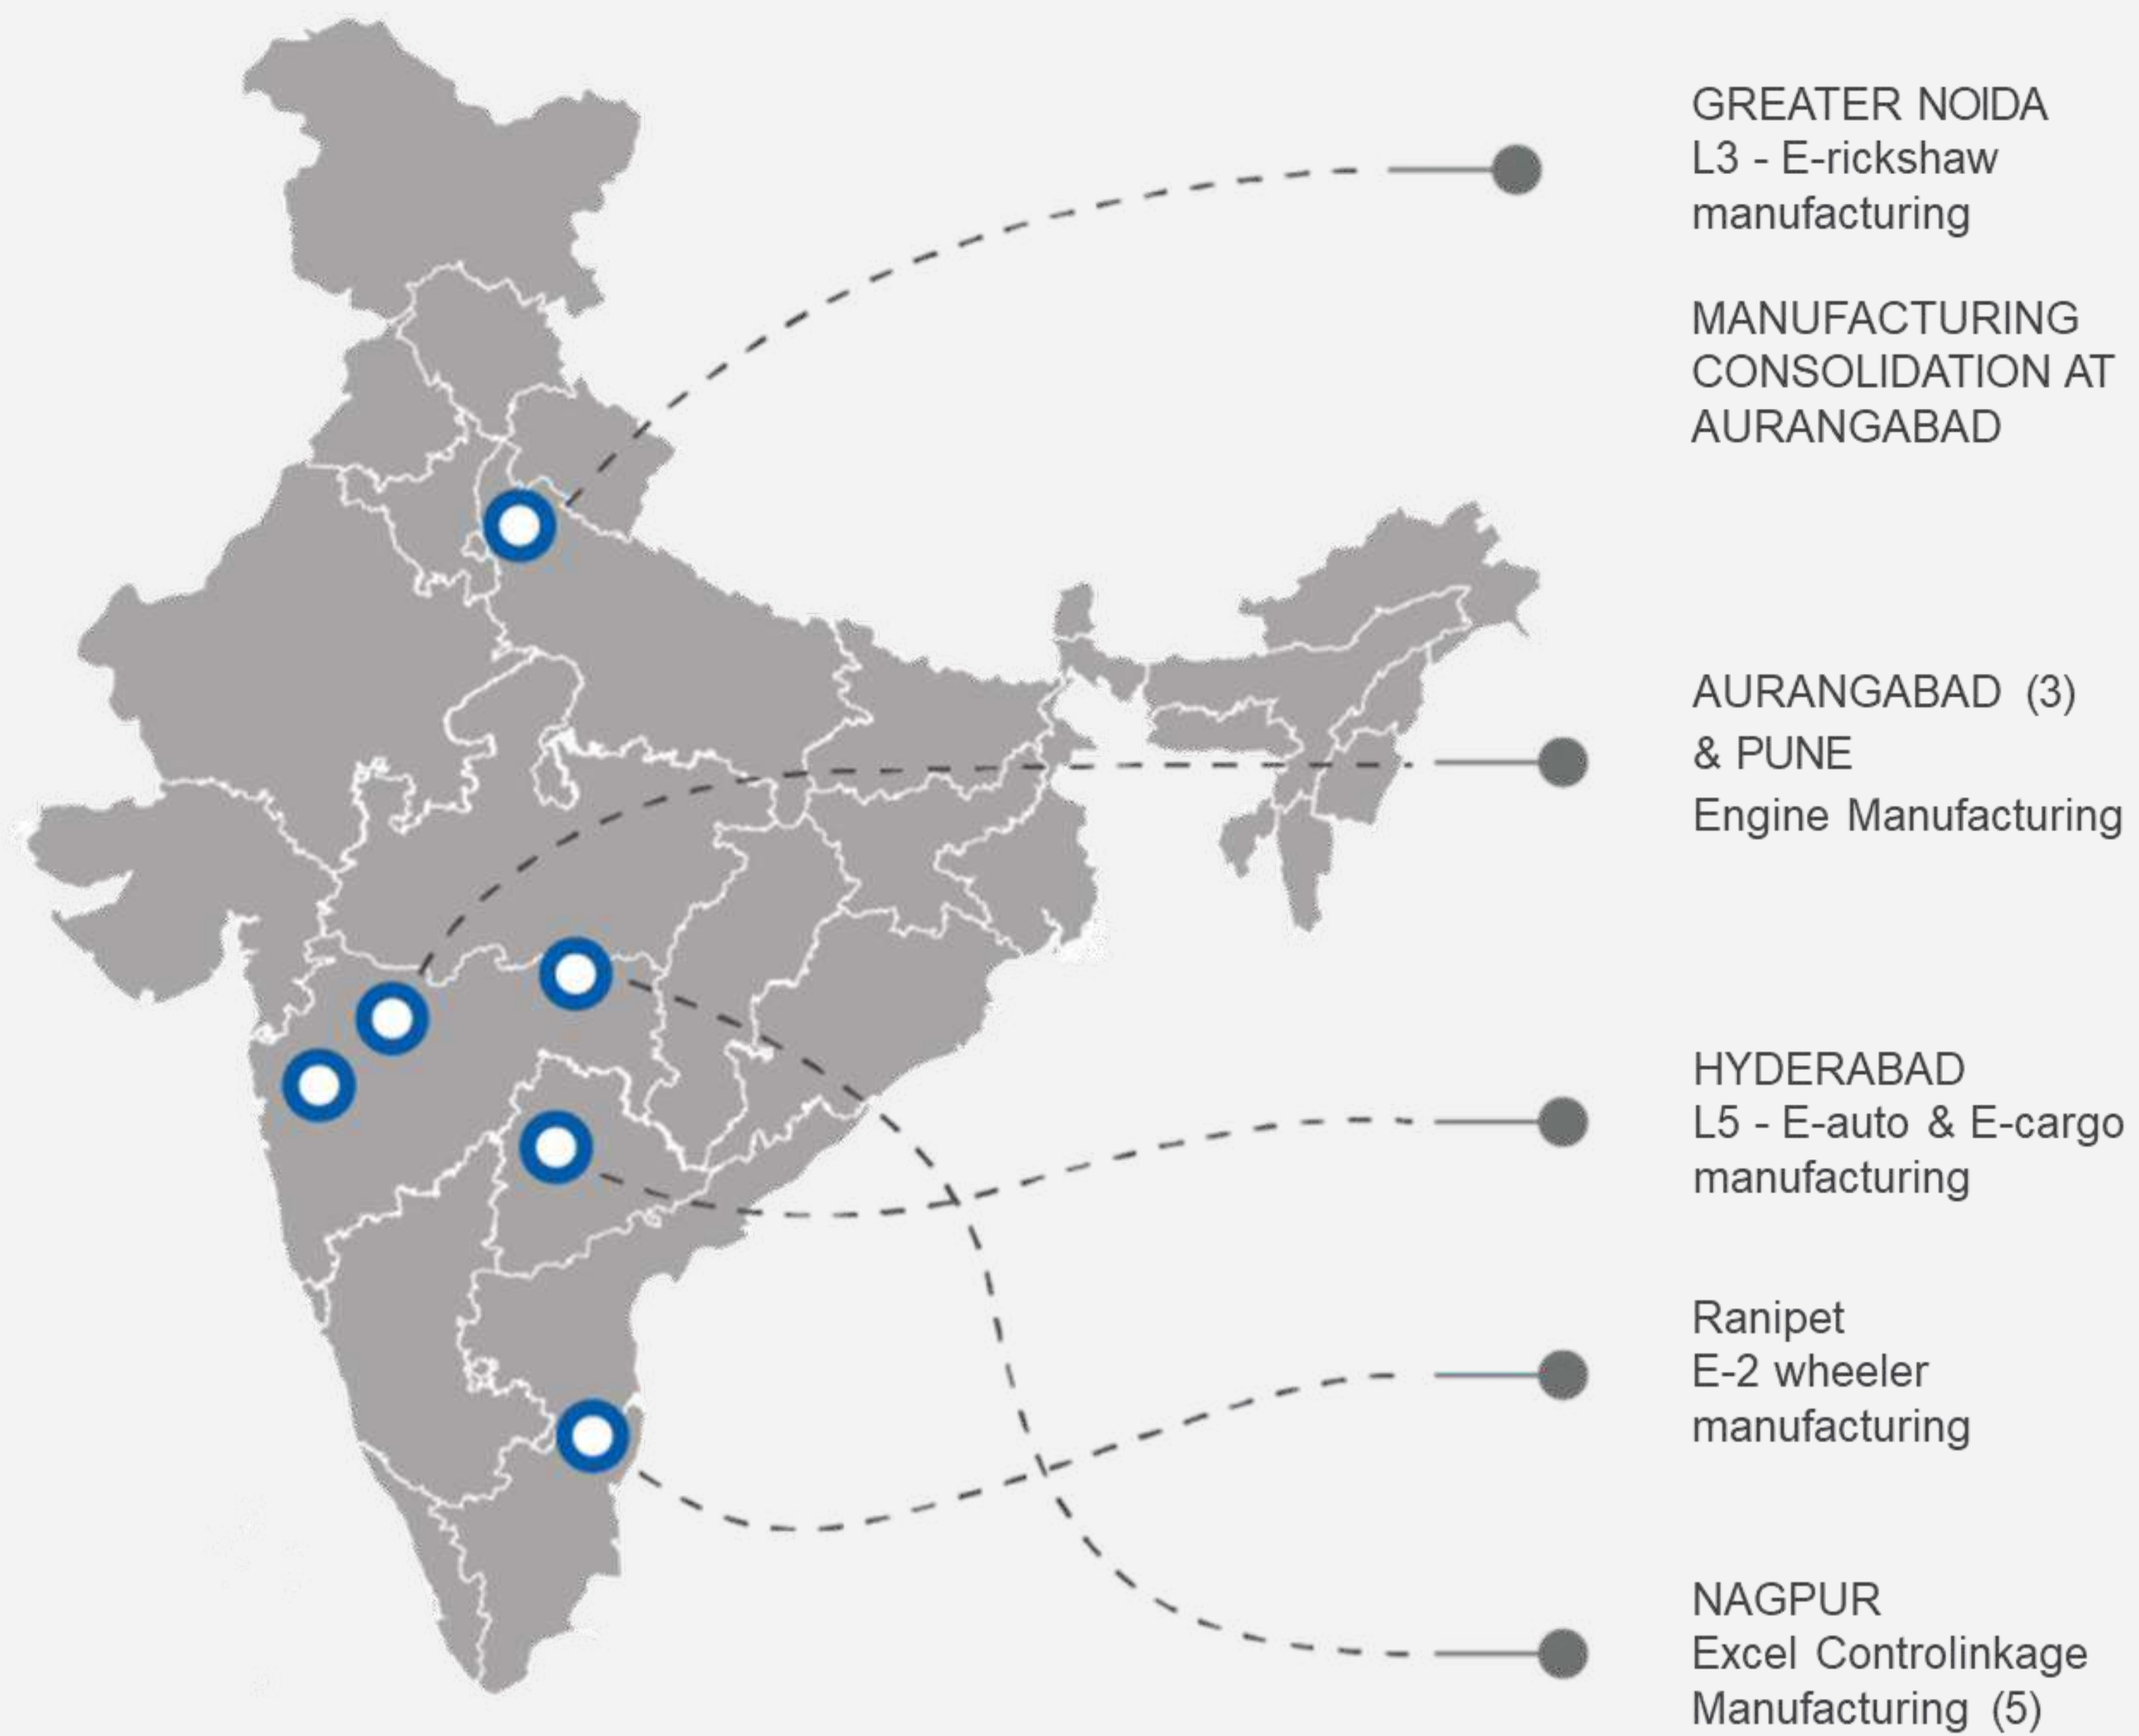 GREATER NOIDA
L3 - E-rickshaw
manufacturing
MANUFACTURING
CONSOLIDATION AT
AURANGABAD
AURANGABAD (3)
& PUNE
Engine Manufacturing
HYDERABAD
L5 - E-auto & E-cargo
manufacturing
Ranipet
E-2 wheeler
manufacturing
NAGPUR
Excel Controlinkage
Manufacturing (5)